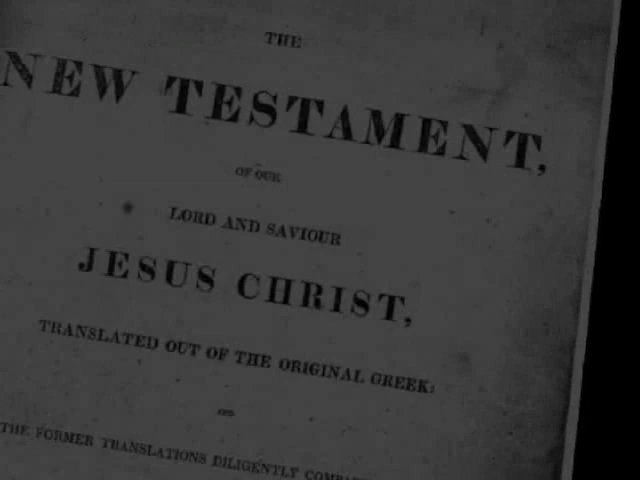 THE
NEW TESTAMENT,
OF OUR
LORD AND SAVIOUR
JESUS CHRIST,
TRANSLATED OUT OF THE ORIGINAL GREEK:
AND
THE FORMER TRANSLATIONS DILIGENTLY